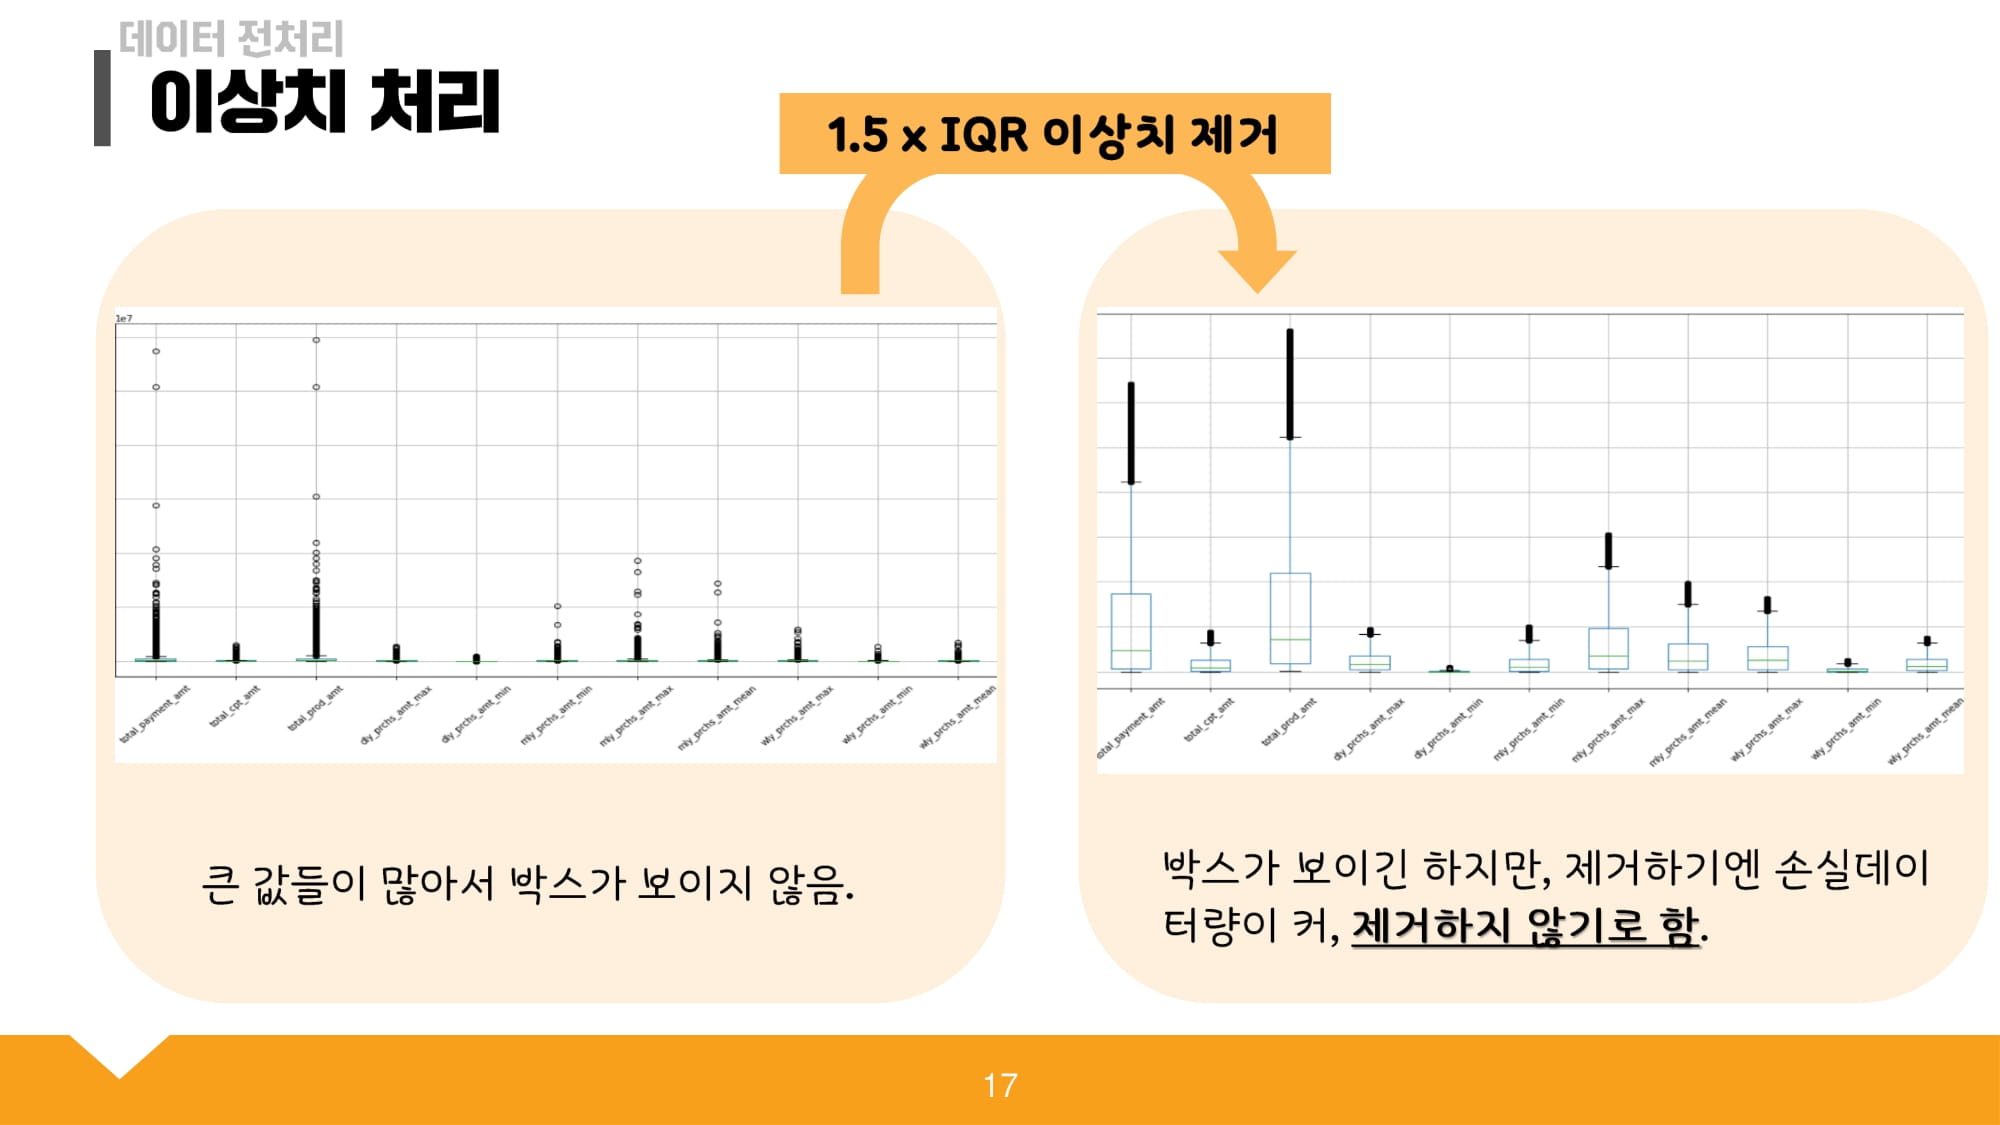 데이터 전처리
이상치 처리
1.5 x IQR 이상치 제거
1e7
total_payment_amt
total_cpt_amt
total_prod_amt
dly_prchs_amt_max
dly_prchs_amt_min
mly_prchs_amt_min
mly_prchs_amt_max
mly_prchs_amt_mean
wly_prchs_amt_max
wly_prchs_amt_min
wly_prchs_amt_mean
total_payment_amt
total_cpt_amt
total_prod_amt
dly_prchs_amt_max
dly_prchs_amt_min
mly_prchs_amt_min
mly_prchs_amt_max
mly_prchs_amt_mean
wly_prchs_amt_max
wly_prchs_amt_min
wly_prchs_amt_mean
큰 값들이 많아서 박스가 보이지 않음.
박스가 보이긴 하지만, 제거하기엔 손실데이
터량이 커, 제거하지 않기로 함.
17